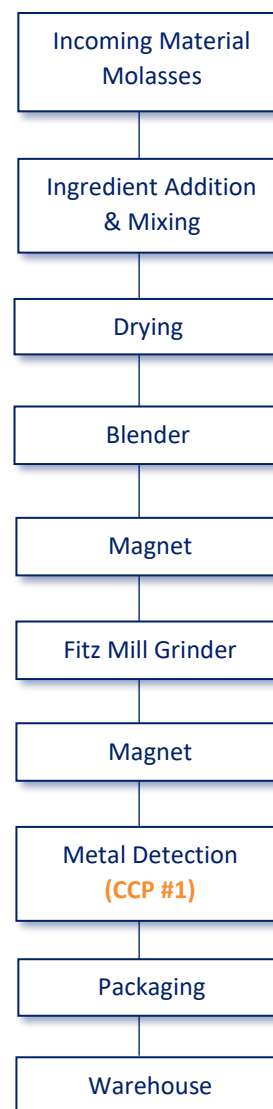 Incoming Material
Molasses
Ingredient Addition
& Mixing
Drying
Blender
Magnet
Fitz Mill Grinder
Magnet
Metal Detection
(CCP #1)
Packaging
Warehouse